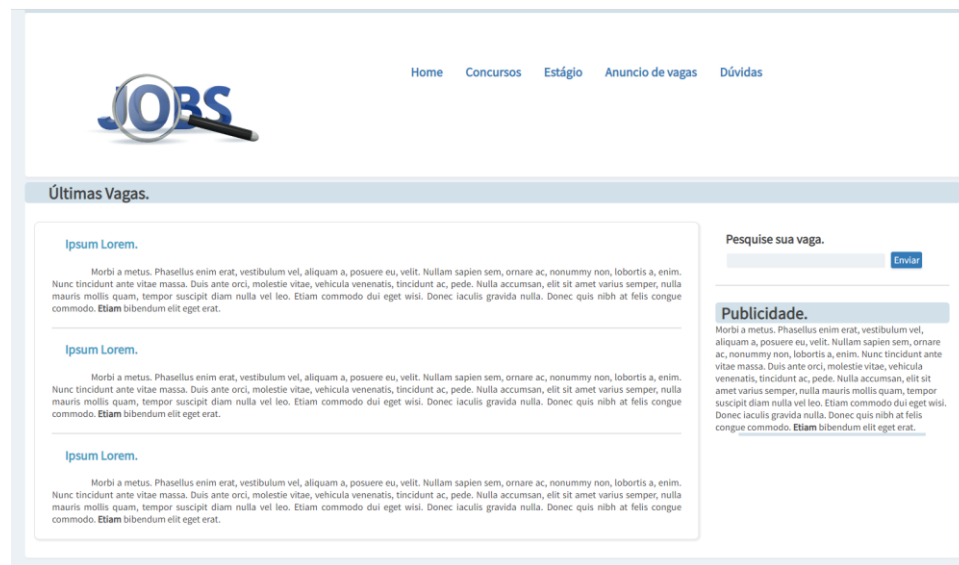 JOBS
Home Concursos Estágio Anuncio de vagas Dúvidas
Últimas Vagas.
Ipsum Lorem.
Morbi a metus. Phasellus enim erat, vestibulum vel, aliquam a, posuere eu, velit. Nullam sapien sem, ornare ac, nonummy non, lobortis a, enim.
Nunc tincidunt ante vitae massa. Duis ante orci, molestie vitae, vehicula venenatis, tincidunt ac, pede. Nulla accumsan, elit sit amet varius semper, nulla
mauris mollis quam, tempor suscipit diam nulla vel leo. Etiam commodo dui eget wisi. Donec iaculis gravida nulla. Donec quis nibh at felis congue
commodo. Etiam bibendum elit eget erat.
Ipsum Lorem.
Morbi a metus. Phasellus enim erat, vestibulum vel, aliquam a, posuere eu, velit. Nullam sapien sem, ornare ac, nonummy non, lobortis a, enim.
Nunc tincidunt ante vitae massa. Duis ante orci, molestie vitae, vehicula venenatis, tincidunt ac, pede. Nulla accumsan, elit sit amet varius semper, nulla
mauris mollis quam, tempor suscipit diam nulla vel leo. Etiam commodo dui eget wisi. Donec iaculis gravida nulla. Donec quis nibh at felis congue
commodo. Etiam bibendum elit eget erat.
Ipsum Lorem.
Morbi a metus. Phasellus enim erat, vestibulum vel, aliquam a, posuere eu, velit. Nullam sapien sem, ornare ac, nonummy non, lobortis a, enim.
Nunc tincidunt ante vitae massa. Duis ante orci, molestie vitae, vehicula venenatis, tincidunt ac, pede. Nulla accumsan, elit sit amet varius semper, nulla
mauris mollis quam, tempor suscipit diam nulla vel leo. Etiam commodo dui eget wisi. Donec iaculis gravida nulla. Donec quis nibh at felis congue
commodo. Etiam bibendum elit eget erat.
Pesquise sua vaga.
Enviar
Publicidade.
Morbi a metus. Phasellus enim erat, vestibulum vel,
aliquam a, posuere eu, velit. Nullam sapien sem, ornare
ac, nonummy non, lobortis a, enim. Nunc tincidunt ante
vitae massa. Duis ante orci, molestie vitae, vehicula
venenatis, tincidunt ac, pede. Nulla accumsan, elit sit
amet varius semper, nulla mauris mollis quam, tempor
suscipit diam nulla vel leo. Etiam commodo dui eget wisi.
Donec iaculis gravida nulla. Donec quis nibh at felis
congue commodo. Etiam bibendum elit eget erat.